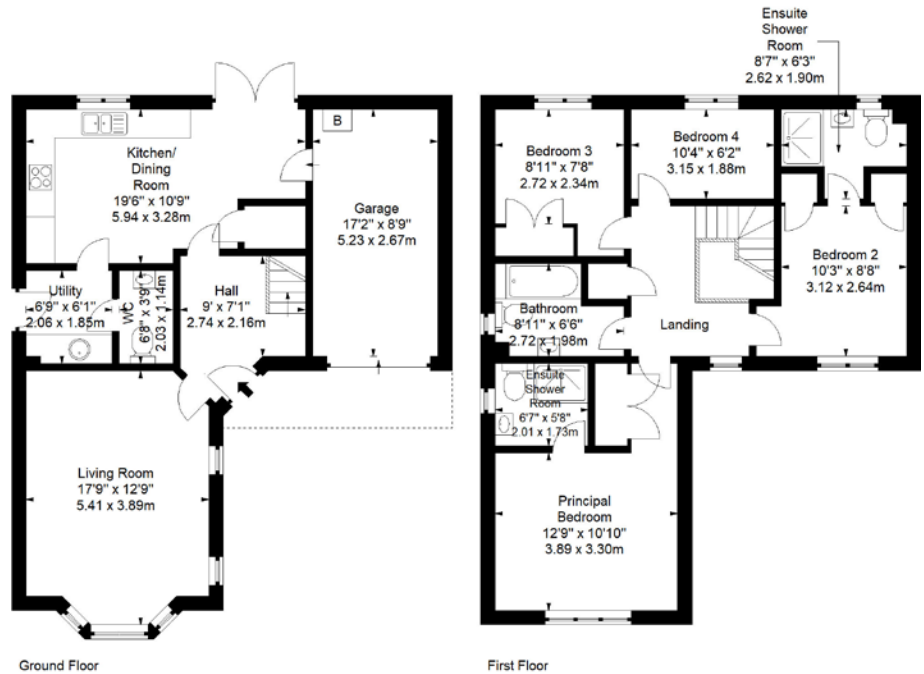 Ensuite
Shower
Room
8'7" x 6'3"
2.62 x 1.90m
B
Kitchen/
Dining
Room
19'6" x 10'9"
5.94 x 3.28m
Garage
17'2" x 8'9"
5.23 x 2.67m
Utility
6'9" x 6'1"
2.06 x 1.85m
WC
6'8" x 3'9"
2.03 x 1.14m
Hall
9' x 7'1"
2.74 x 2.16m
Living Room
17'9" x 12'9"
5.41 x 3.89m
Ground Floor
Bedroom 3
8'11" x 7'8"
2.72 x 2.34m
Bedroom 4
10'4" x 6'2"
3.15 x 1.88m
Bedroom 2
10'3" x 8'8"
3.12 x 2.64m
Bathroom
8'11" x 6'6"
2.72 x 1.98m
Landing
Ensuite
Shower
Room
6'7" x 5'8"
2.01 x 1.73m
Principal
Bedroom
12'9" x 10'10"
3.89 x 3.30m
First Floor